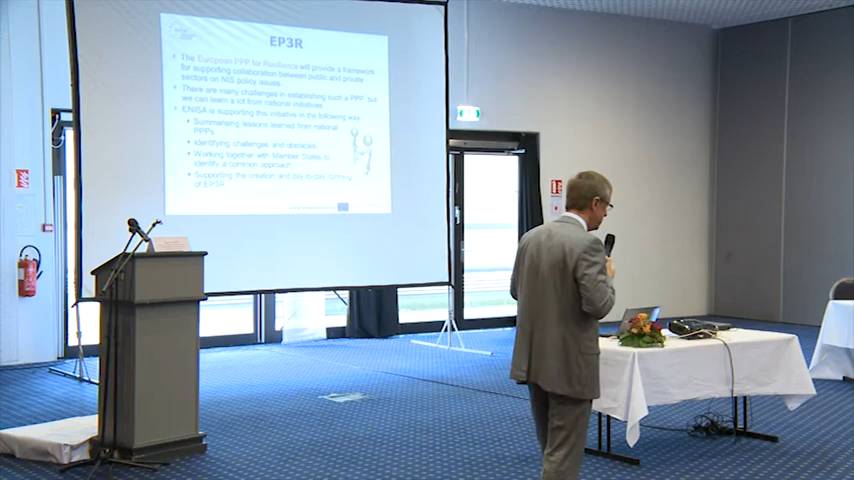 EP3R
The European PPP for Resilience will provide a framework
for supporting collaboration between public and private
sectors on NIS policy issues.
There are many challenges in establishing such a PPP, but
we can learn a lot from national initiatives.
ENISA is supporting this initiative in the following way
Summarising lessons learned from national
PPPs
Identifying challenges and obstacles
Working together with Member States to
identify a common approach
Supporting the creation and day-to-day running
of EP3R